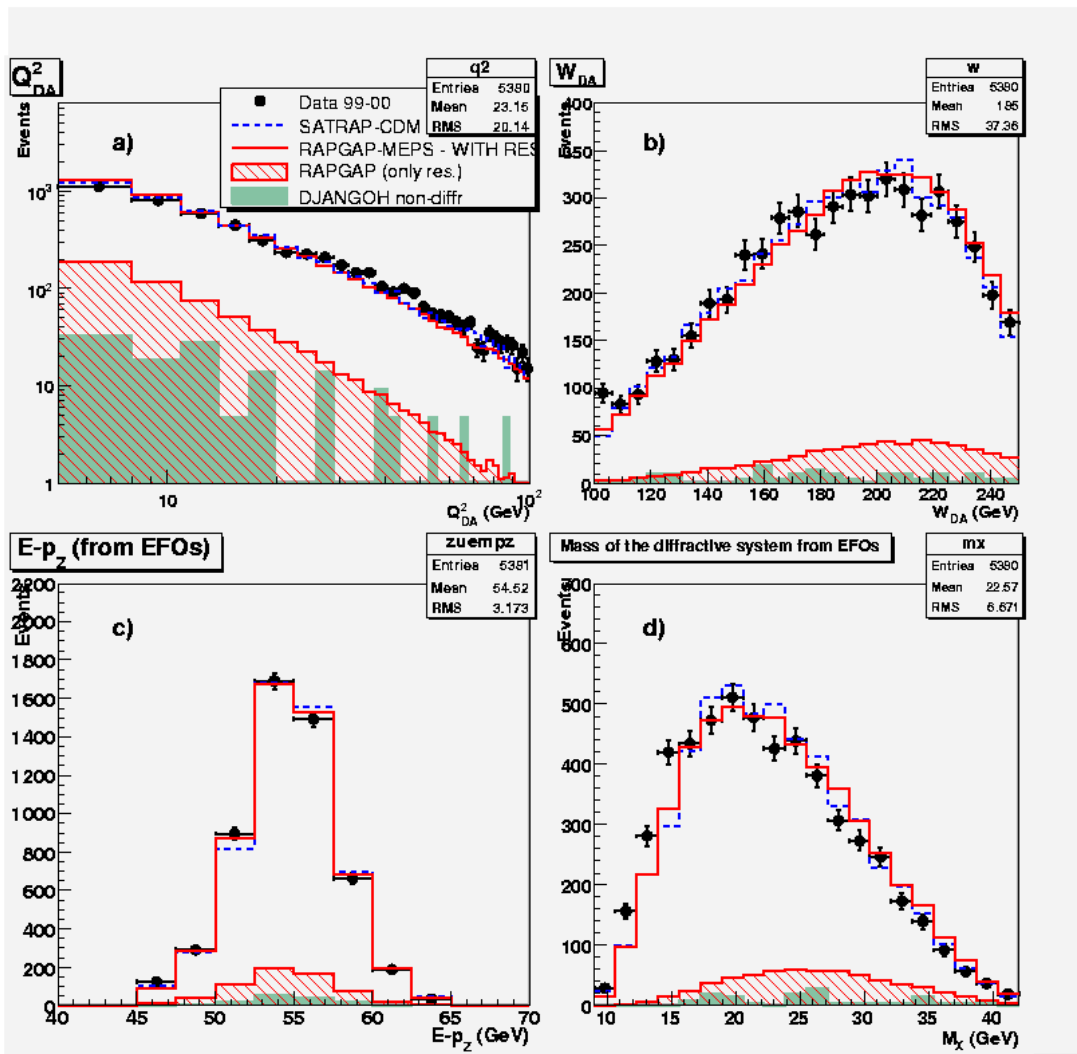 Q²DA
q2
Entries 5380
Mean 23.15
RMS 20.14
Data 99-00
SATRAP-CDM
RAPGAP-MEPS - WITH RES
RAPGAP (only res.)
DJANGOH non-diffr
Events
a)
10³
10²
10
1
10
10²
Q²DA (GeV)
WDA
w
Entries 5380
Mean 185
RMS 37.36
Events
b)
400
350
300
250
200
150
100
50
0
100 120 140 160 180 200 220 240
WDA (GeV)
E-pZ (from EFOs)
zuempz
Entries 5381
Mean 54.52
RMS 3.173
Events
c)
2200
2000
1800
1600
1400
1200
1000
800
600
400
200
0
40 45 50 55 60 65 70
E-pZ (GeV)
Mass of the diffractive system from EFOs
mx
Entries 5380
Mean 22.57
RMS 6.671
Events
d)
600
500
400
300
200
100
0
10 15 20 25 30 35 40
MX (GeV)